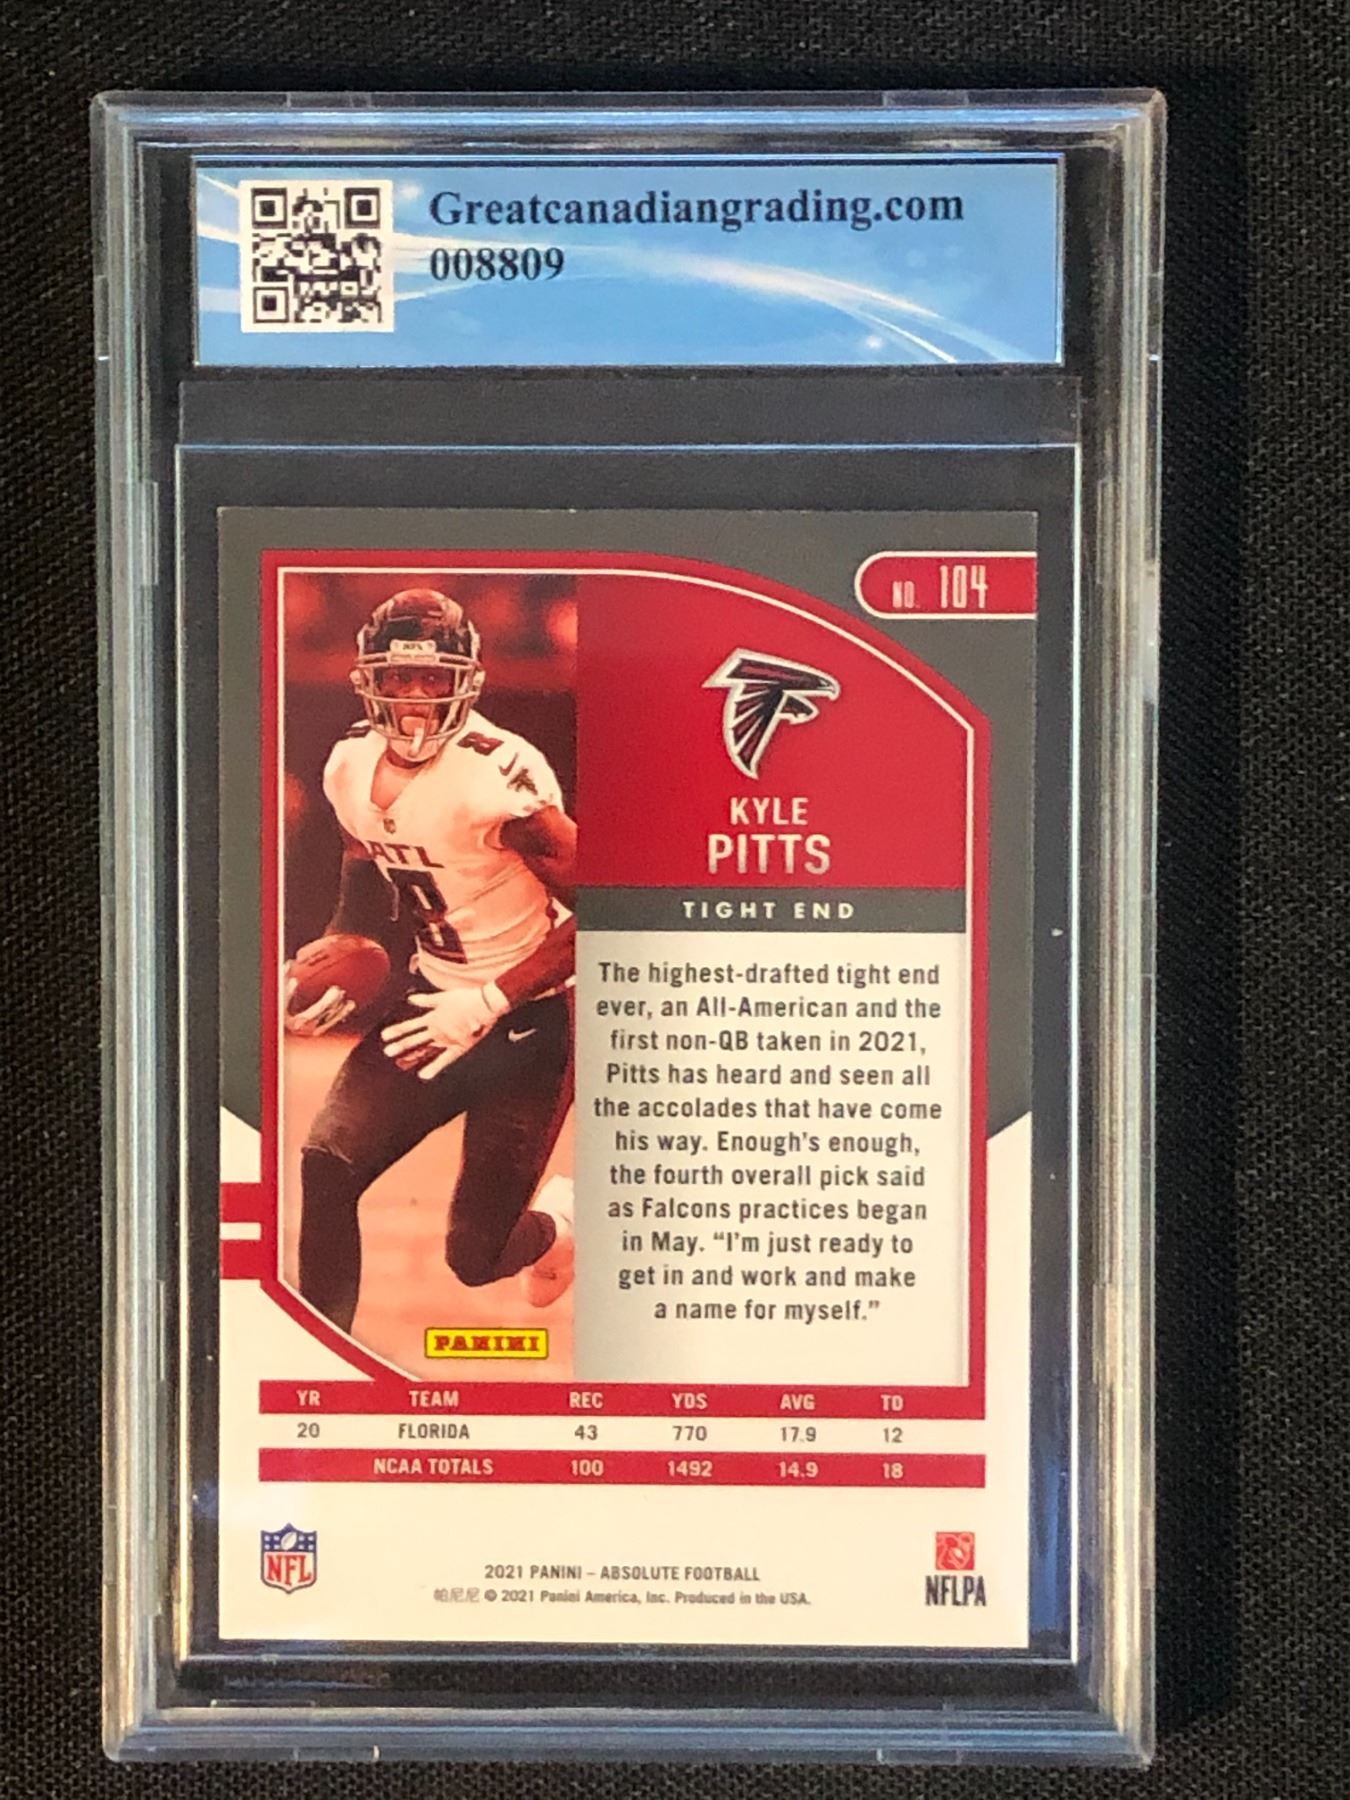 Greatcanadiangrading.com
008809
NO. 104
KYLE
PITTS
TIGHT END
The highest-drafted tight end
ever, an All-American and the
first non-QB taken in 2021,
Pitts has heard and seen all
the accolades that have come
his way. Enough's enough,
the fourth overall pick said
as Falcons practices began
in May. “I'm just ready to
get in and work and make
a name for myself.”
ATL
8
8
PANINI
YR TEAM REC YDS AVG TD
20 FLORIDA 43 770 17.9 12
NCAA TOTALS 100 1492 14.9 18
NFL
2021 PANINI – ABSOLUTE FOOTBALL
帕尼尼 © 2021 Panini America, Inc. Produced in the USA.
NFLPA